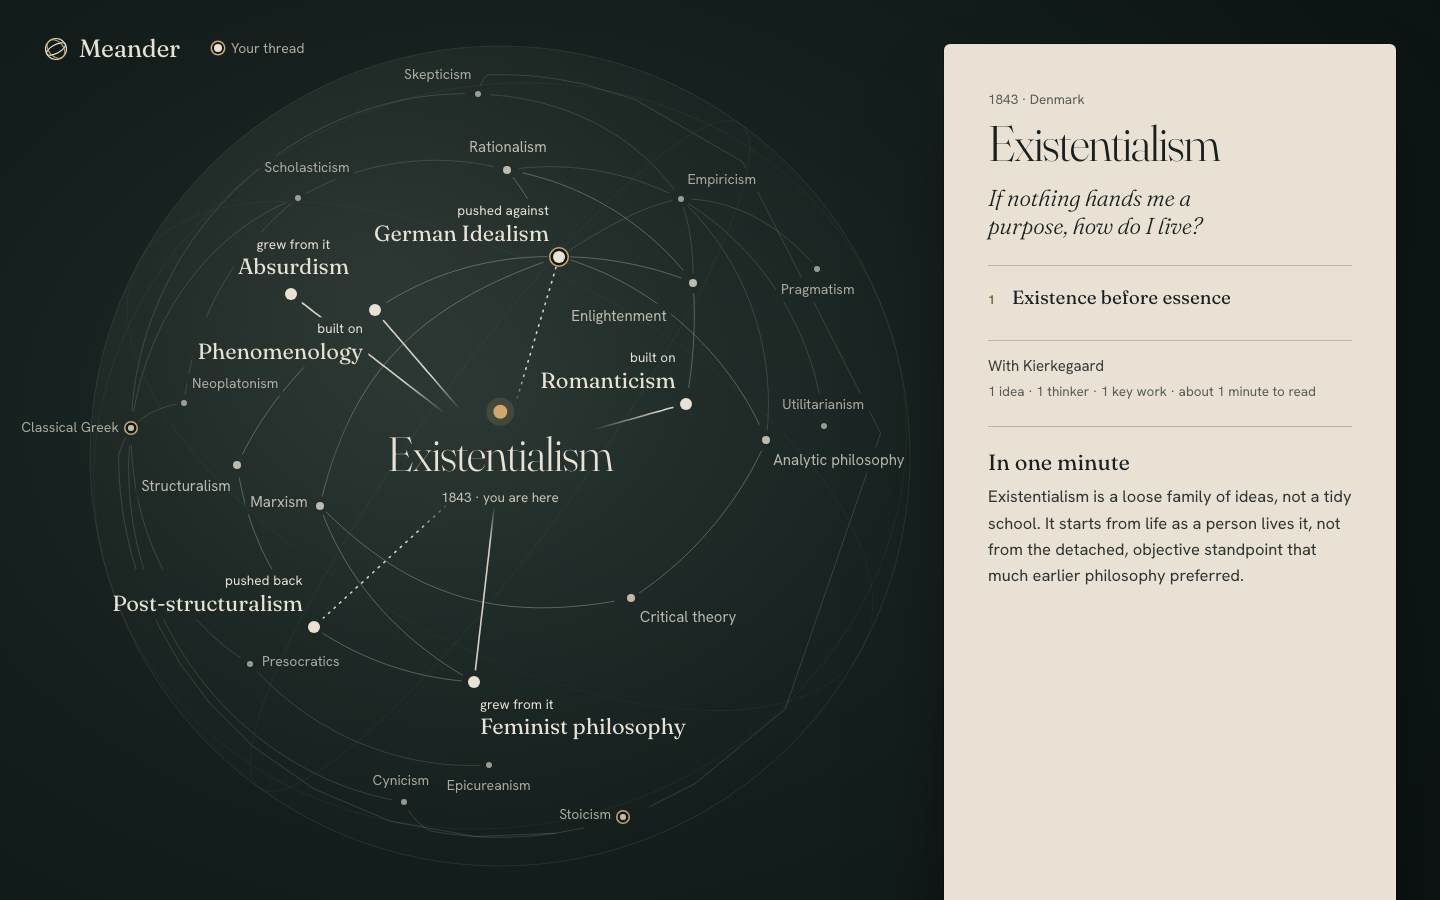 Meander
Your thread
Skepticism
Rationalism
Scholasticism
Empiricism
pushed against
German Idealism
grew from it
Absurdism
Pragmatism
Enlightenment
built on
Phenomenology
built on
Romanticism
Neoplatonism
Utilitarianism
Classical Greek
Existentialism
1843 · you are here
Analytic philosophy
Structuralism
Marxism
pushed back
Post-structuralism
Critical theory
Presocratics
grew from it
Feminist philosophy
Cynicism
Epicureanism
Stoicism
1843 · Denmark
Existentialism
If nothing hands me a
purpose, how do I live?
1 Existence before essence
With Kierkegaard
1 idea · 1 thinker · 1 key work · about 1 minute to read
In one minute
Existentialism is a loose family of ideas, not a tidy
school. It starts from life as a person lives it, not
from the detached, objective standpoint that
much earlier philosophy preferred.